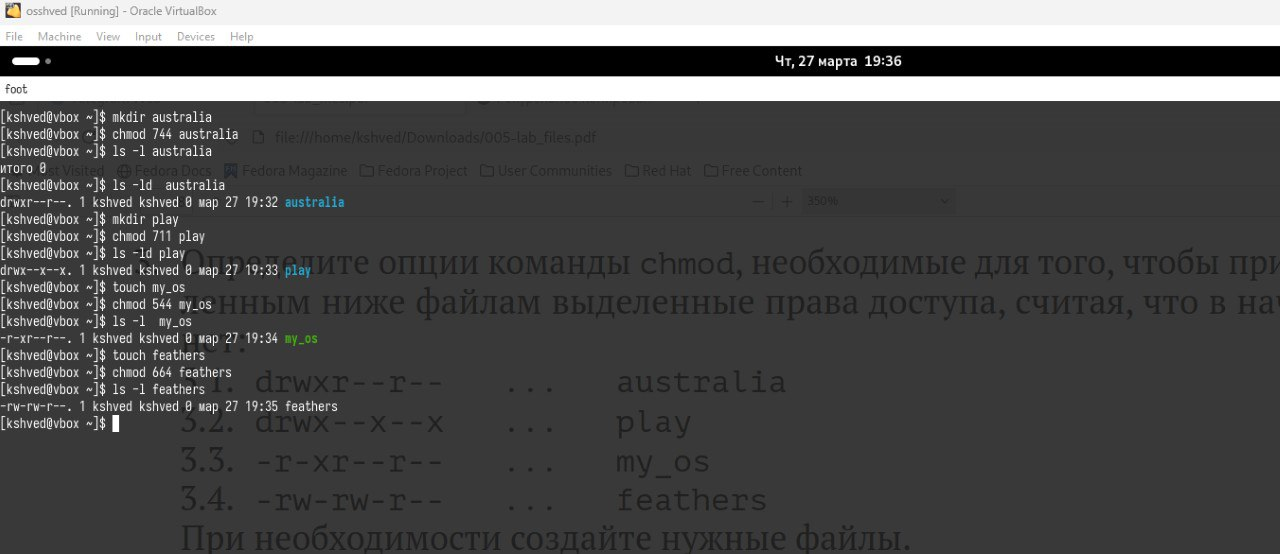 osshved [Running] - Oracle VirtualBox
File Machine View Input Devices Help
Чт, 27 марта 19:36
foot
[kshved@vbox ~]$ mkdir australia
[kshved@vbox ~]$ chmod 744 australia
file:///home/kshved/Downloads/005-lab_files.pdf
[kshved@vbox ~]$ ls -l australia
итого 0
Visited Fedora Docs Fedora Magazine Fedora Project User Communities Red Hat Free Content
[kshved@vbox ~]$ ls -ld  australia
drwxr--r--. 1 kshved kshved 0 мар 27 19:32 australia
350%
[kshved@vbox ~]$ mkdir play
[kshved@vbox ~]$ chmod 711 play
[kshved@vbox ~]$ ls -ld play
drwx--x--x. 1 kshved kshved 0 мар 27 19:33 play
[kshved@vbox ~]$ touch my_os
[kshved@vbox ~]$ chmod 544 my_os
[kshved@vbox ~]$ ls -l  my_os
-r-xr--r--. 1 kshved kshved 0 мар 27 19:34 my_os
[kshved@vbox ~]$ touch feathers
[kshved@vbox ~]$ chmod 664 feathers
[kshved@vbox ~]$ ls -l feathers
-rw-rw-r--. 1 kshved kshved 0 мар 27 19:35 feathers
[kshved@vbox ~]$
Определите опции команды chmod, необходимые для того, чтобы
ниже файлам выделенные права доступа, считая, что в
нет:
3.1. drwxr--r-- ... australia
3.2. drwx--x--x ... play
3.3. -r-xr--r-- ... my_os
3.4. -rw-rw-r-- ... feathers
При необходимости создайте нужные файлы.